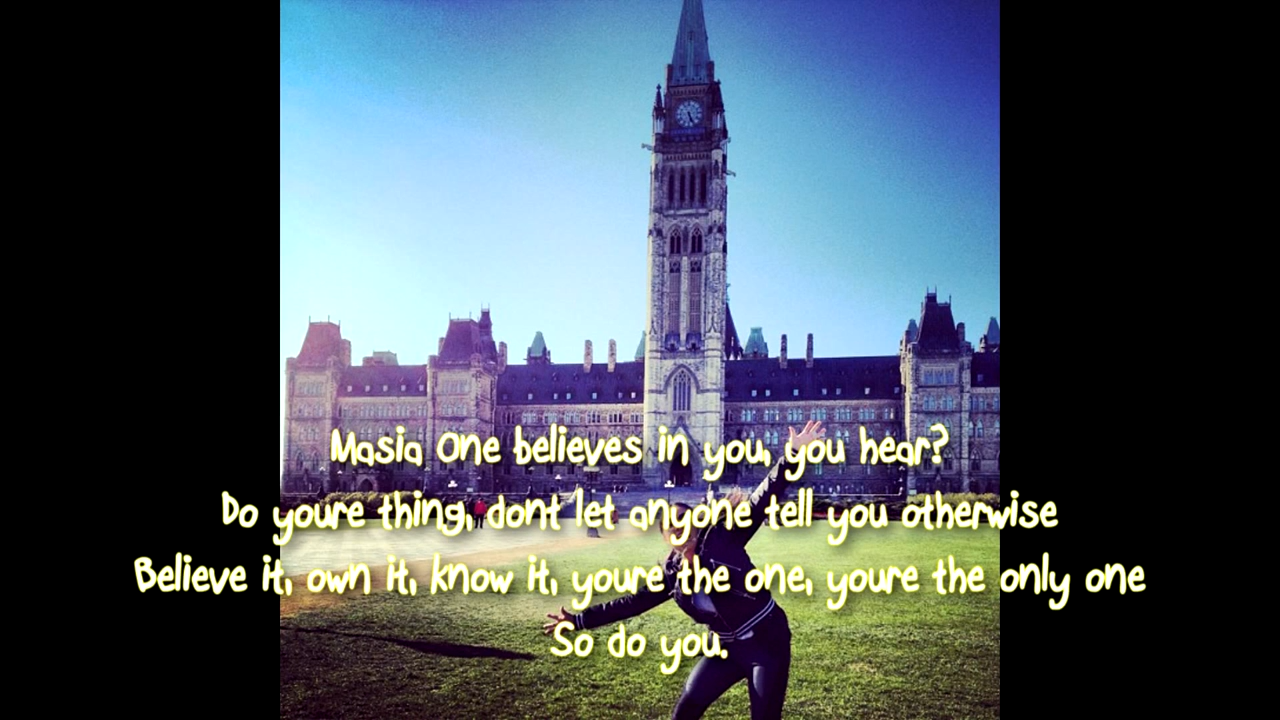 Masia One believes in you, you hear?
Do youre thing, dont let anyone tell you otherwise
Believe it, own it, know it, youre the one, youre the only one
So do you.